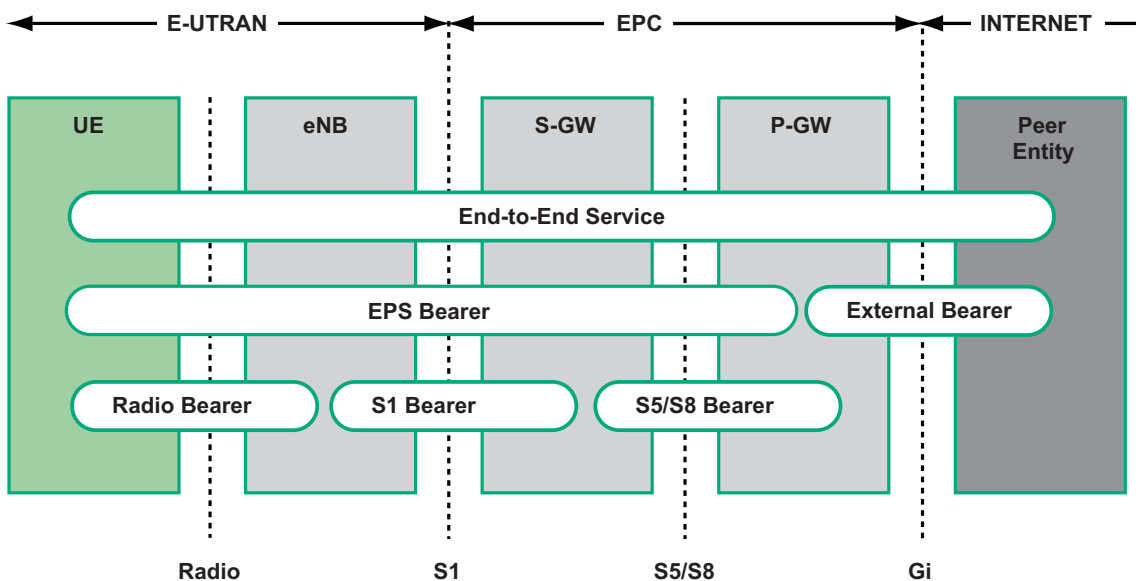 E-UTRAN EPC INTERNET
UE eNB S-GW P-GW Peer
Entity
End-to-End Service
EPS Bearer External Bearer
Radio Bearer S1 Bearer S5/S8 Bearer
Radio S1 S5/S8 Gi